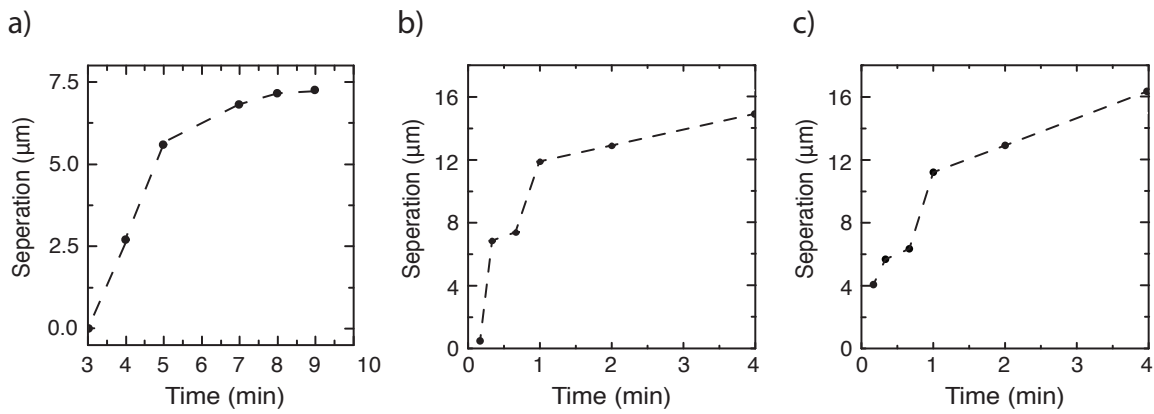 a)
7.5
5.0
2.5
0.0
Seperation (μm)
3 4 5 6 7 8 9 10
Time (min)
b)
16
12
8
4
0
Seperation (μm)
0 1 2 3 4
Time (min)
c)
16
12
8
4
0
Seperation (μm)
0 1 2 3 4
Time (min)